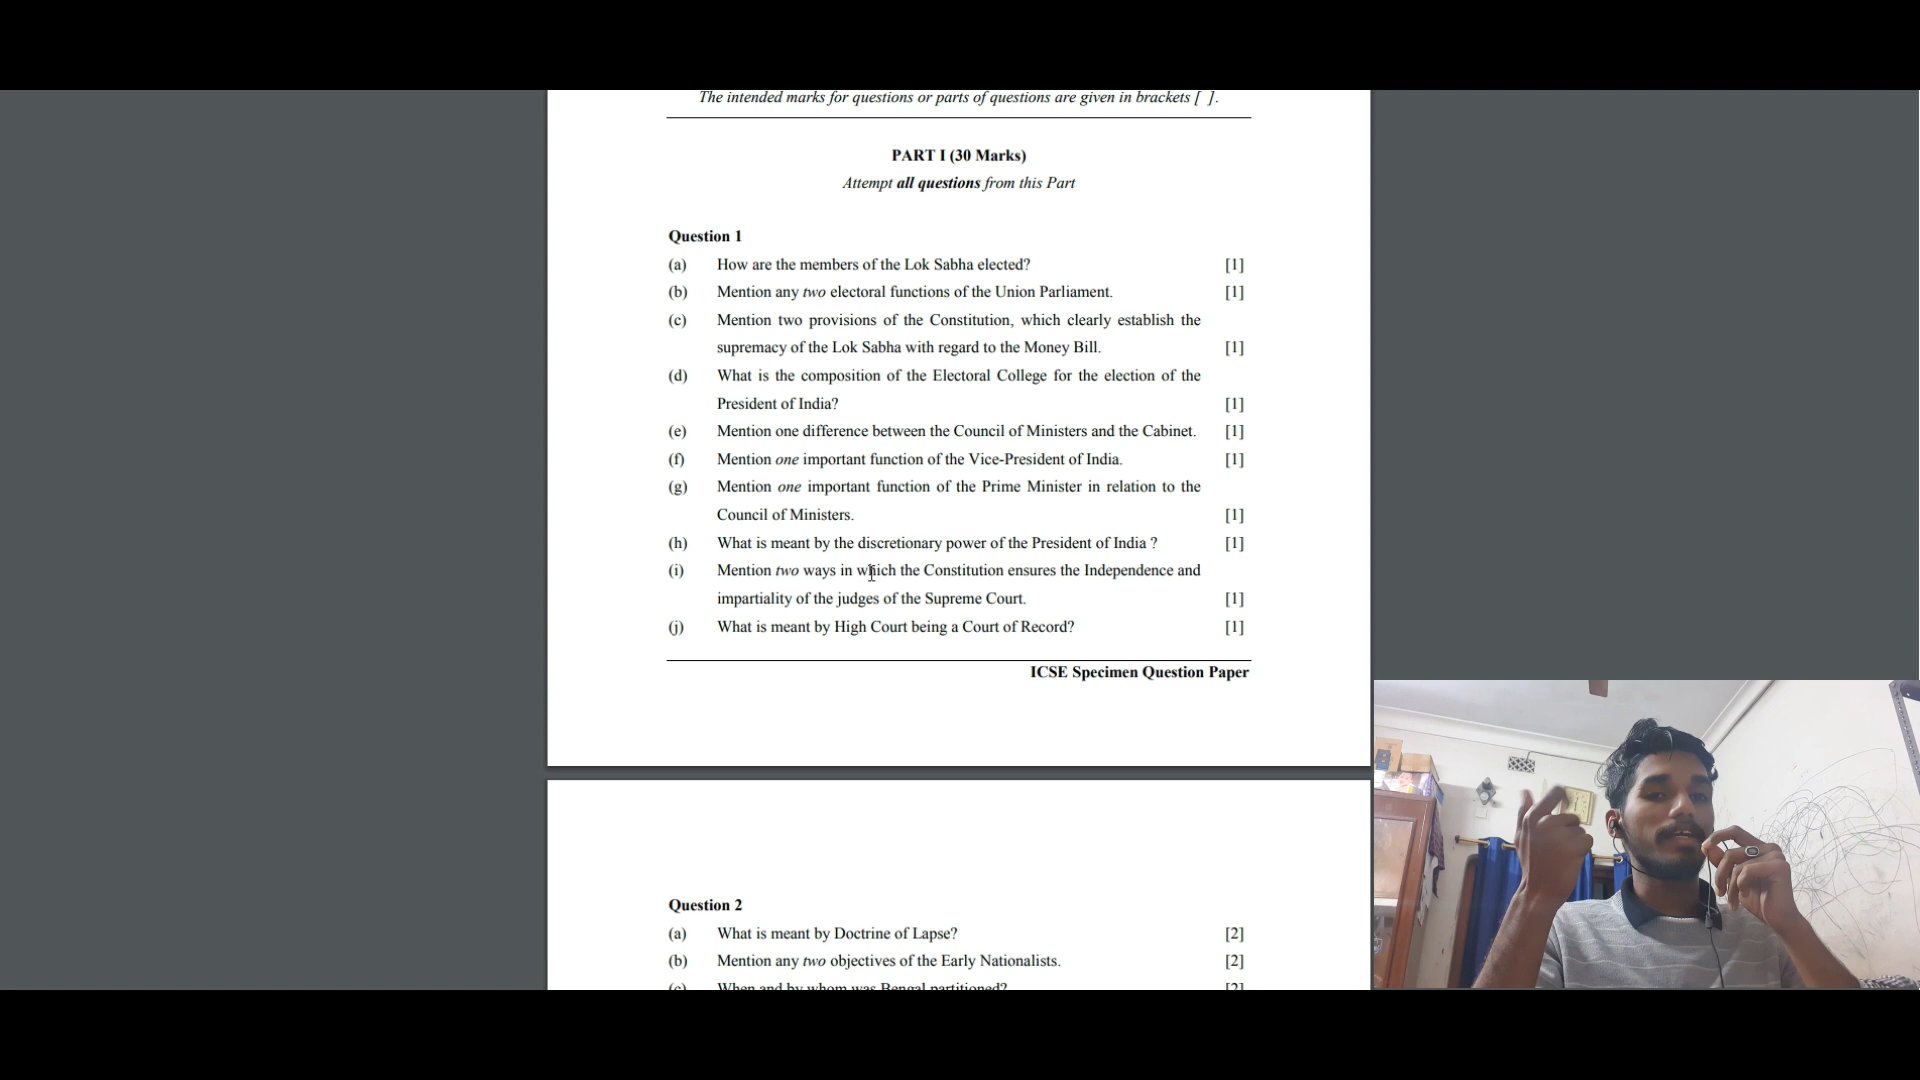 The intended marks for questions or parts of questions are given in brackets [ ].
PART I (30 Marks)
Attempt all questions from this Part
Question 1
(a) How are the members of the Lok Sabha elected? [1]
(b) Mention any two electoral functions of the Union Parliament. [1]
(c) Mention two provisions of the Constitution, which clearly establish the
supremacy of the Lok Sabha with regard to the Money Bill. [1]
(d) What is the composition of the Electoral College for the election of the
President of India? [1]
(e) Mention one difference between the Council of Ministers and the Cabinet. [1]
(f) Mention one important function of the Vice-President of India. [1]
(g) Mention one important function of the Prime Minister in relation to the
Council of Ministers. [1]
(h) What is meant by the discretionary power of the President of India ? [1]
(i) Mention two ways in which the Constitution ensures the Independence and
impartiality of the judges of the Supreme Court. [1]
(j) What is meant by High Court being a Court of Record? [1]
ICSE Specimen Question Paper
Question 2
(a) What is meant by Doctrine of Lapse? [2]
(b) Mention any two objectives of the Early Nationalists. [2]
(c) When and by whom was Bengal partitioned? [2]